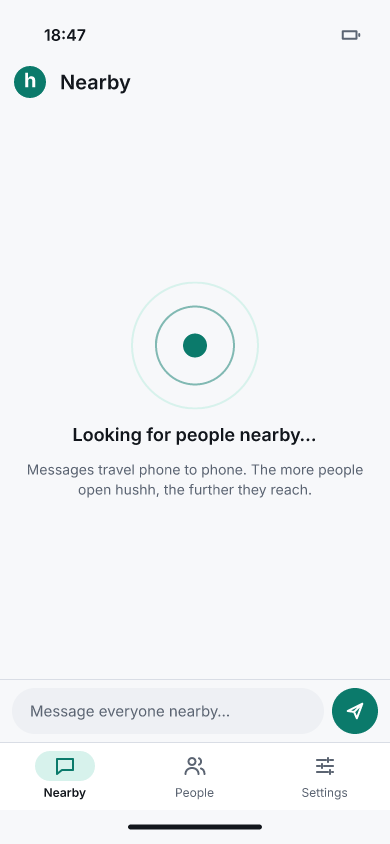 18:47
h
Nearby
Looking for people nearby...
Messages travel phone to phone. The more people
open hushh, the further they reach.
Message everyone nearby...
Nearby
People
Settings